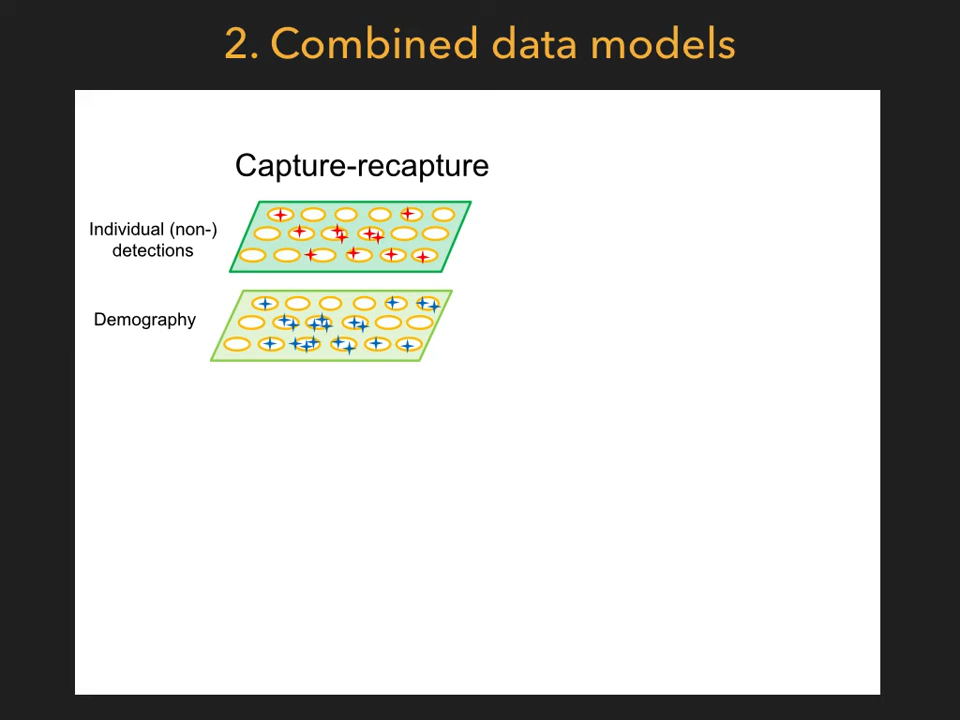 2. Combined data models
Capture-recapture
Individual (non-)
detections
Demography